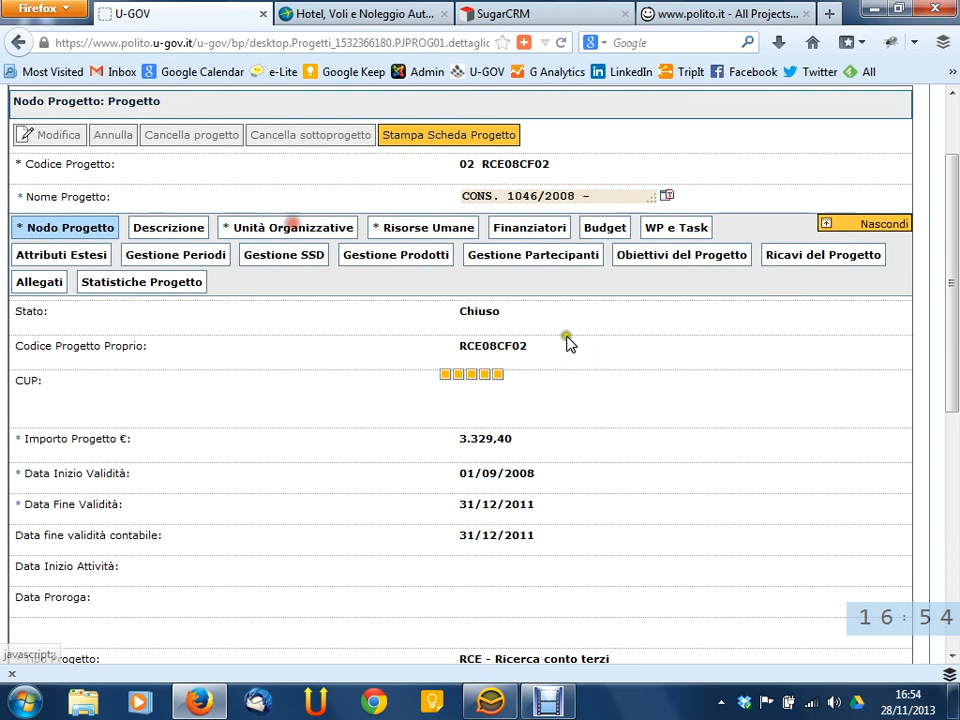 Firefox
U-GOV
Hotel, Voli e Noleggio Aut...
SugarCRM
www.polito.it - All Projects...
https://www.polito.u-gov.it/u-gov/bp/desktop.Progetti_1532366180.PJPROG01.dettaglic
Google
Most Visited
Inbox
Google Calendar
e-Lite
Google Keep
Admin
U-GOV
G Analytics
LinkedIn
TripIt
Facebook
Twitter
All
»
Nodo Progetto: Progetto
Modifica
Annulla
Cancella progetto
Cancella sottoprogetto
Stampa Scheda Progetto
* Codice Progetto: 02 RCE08CF02
* Nome Progetto: CONS. 1046/2008 –
* Nodo Progetto
Descrizione
* Unità Organizzative
* Risorse Umane
Finanziatori
Budget
WP e Task
Nascondi
Attributi Estesi
Gestione Periodi
Gestione SSD
Gestione Prodotti
Gestione Partecipanti
Obiettivi del Progetto
Ricavi del Progetto
Allegati
Statistiche Progetto
Stato: Chiuso
Codice Progetto Proprio: RCE08CF02
CUP:
* Importo Progetto €: 3.329,40
* Data Inizio Validità: 01/09/2008
* Data Fine Validità: 31/12/2011
Data fine validità contabile: 31/12/2011
Data Inizio Attività:
Data Proroga:
16:54
javascript:
* Tipo Progetto: RCE - Ricerca conto terzi
16:54
28/11/2013